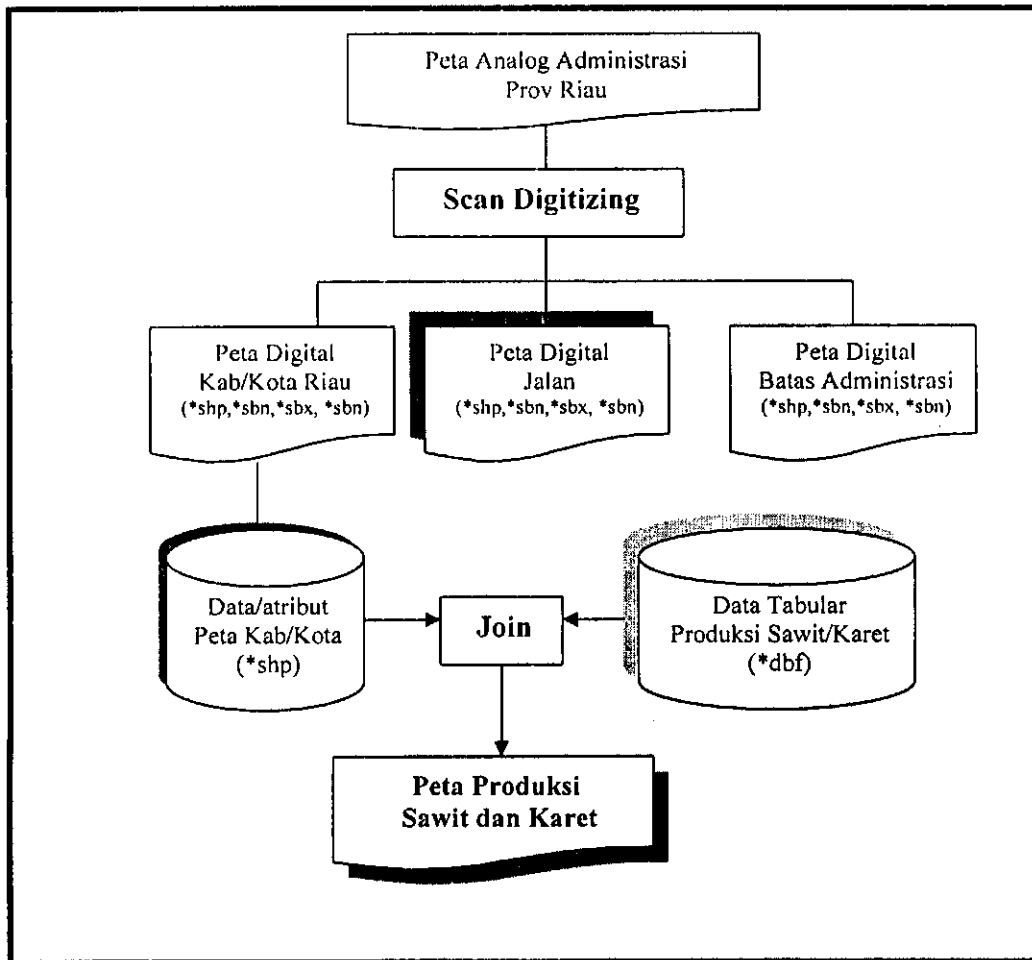 Peta Analog Administrasi
Prov Riau
Scan Digitizing
Peta Digital
Kab/Kota Riau
(*shp,*sbn,*sbx, *sbn)
Peta Digital
Jalan
(*shp,*sbn,*sbx, *sbn)
Peta Digital
Batas Administrasi
(*shp,*sbn,*sbx, *sbn)
Data/atribut
Peta Kab/Kota
(*shp)
Join
Data Tabular
Produksi Sawit/Karet
(*dbf)
Peta Produksi
Sawit dan Karet